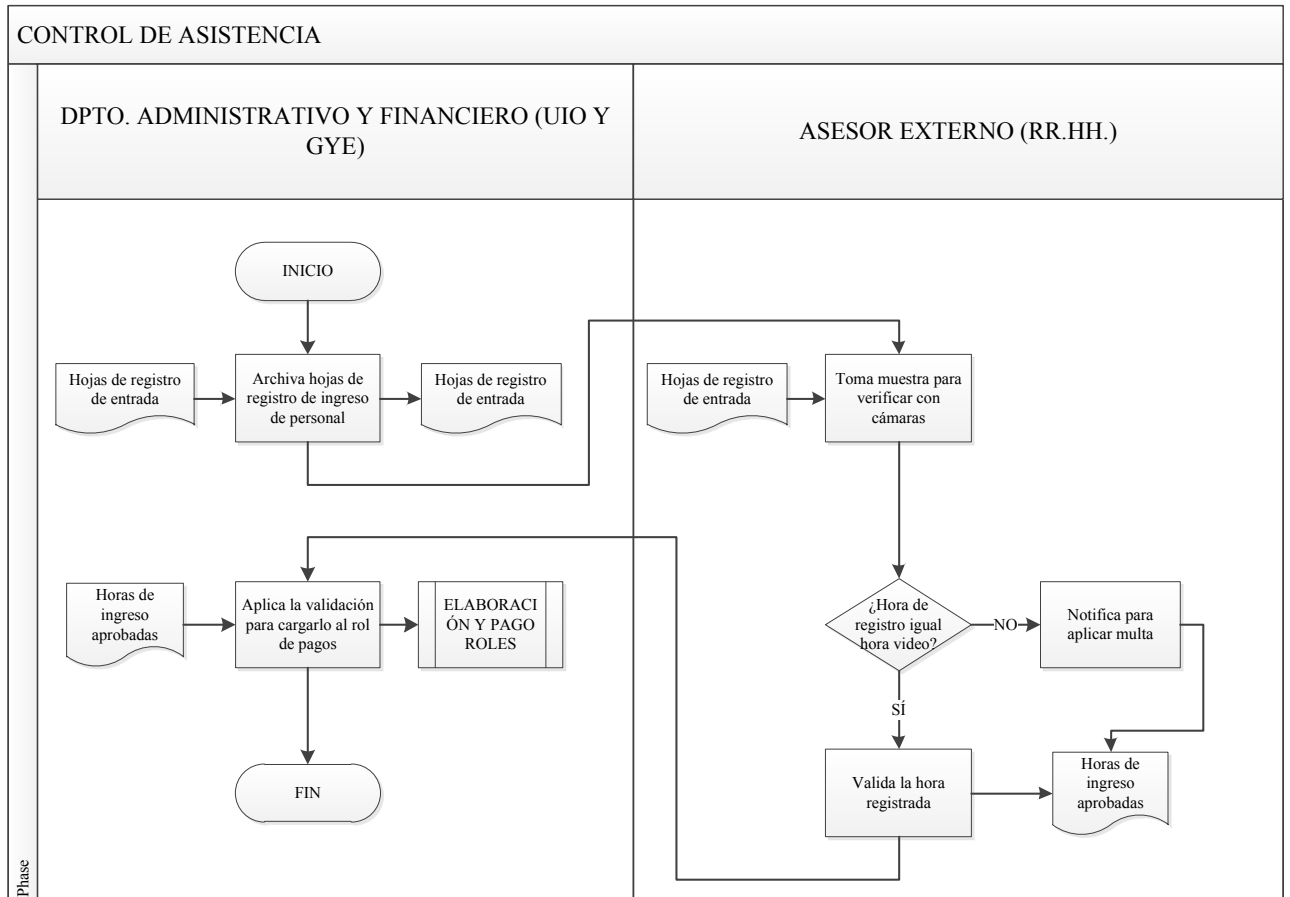 CONTROL DE ASISTENCIA
DPTO. ADMINISTRATIVO Y FINANCIERO (UIO Y
GYE)
ASESOR EXTERNO (RR.HH.)
INICIO
Hojas de registro
de entrada
Archiva hojas de
registro de ingreso
de personal
Hojas de registro
de entrada
Hojas de registro
de entrada
Toma muestra para
verificar con
cámaras
Horas de
ingreso
aprobadas
Aplica la validación
para cargarlo al rol
de pagos
ELABORACI
ÓN Y PAGO
ROLES
¿Hora de
registro igual
hora video?
NO
Notifica para
aplicar multa
SÍ
FIN
Valida la hora
registrada
Horas de
ingreso
aprobadas
Phase